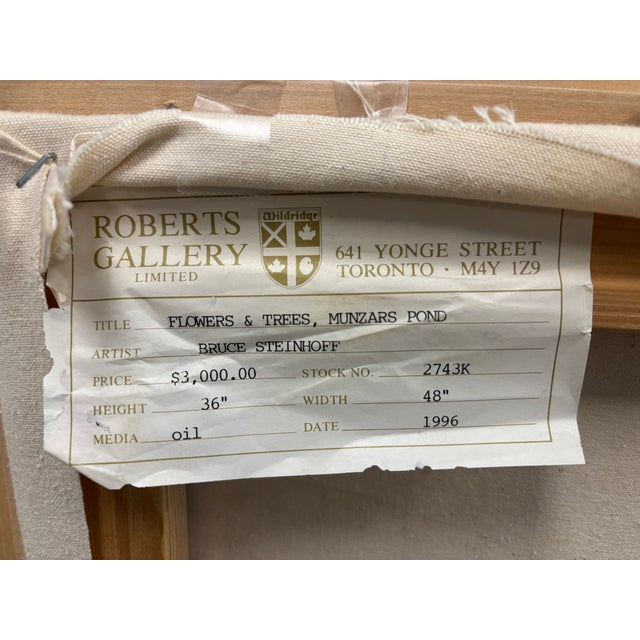 ROBERTS
GALLERY
LIMITED
Wildridge
641 YONGE STREET
TORONTO · M4Y 1Z9
TITLE FLOWERS & TREES, MUNZARS POND
ARTIST BRUCE STEINHOFF
PRICE $3,000.00 STOCK NO. 2743K
HEIGHT 36" WIDTH 48"
MEDIA oil DATE 1996